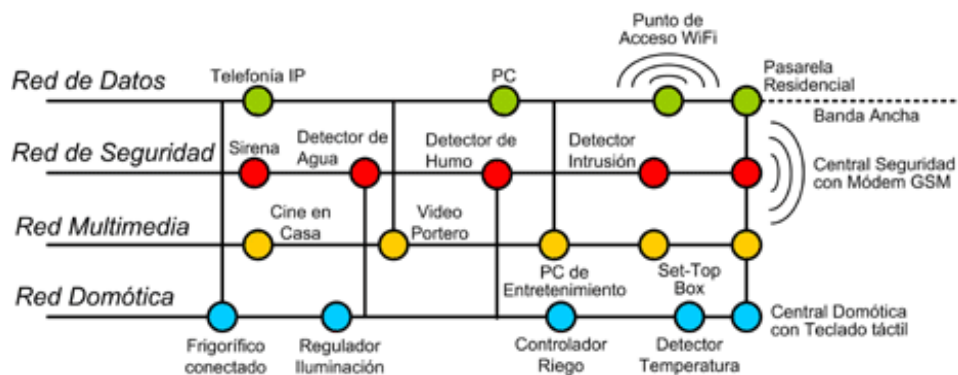 Punto de
Acceso WiFi
Red de Datos
Telefonía IP
PC
Pasarela
Residencial
Banda Ancha
Red de Seguridad
Sirena
Detector de
Agua
Detector de
Humo
Detector
Intrusión
Central Seguridad
con Módem GSM
Red Multimedia
Cine en
Casa
Video
Portero
PC de
Entretenimiento
Set-Top
Box
Red Domótica
Central Domótica
con Teclado táctil
Frigorífico
conectado
Regulador
Iluminación
Controlador
Riego
Detector
Temperatura